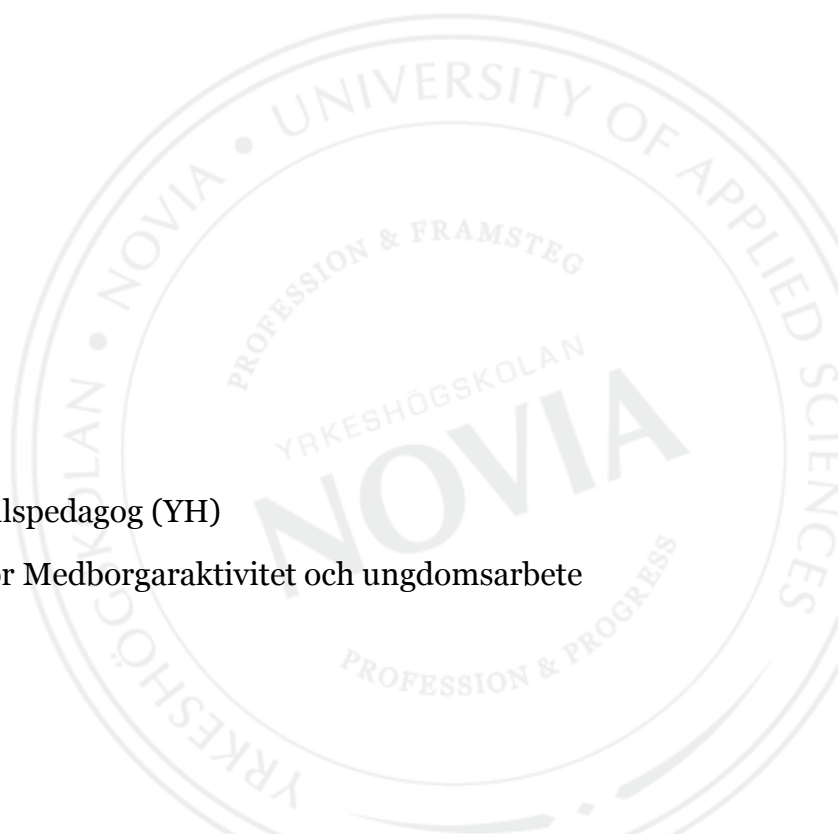 UNIVERSITY OF APPLIED SCIENCES
YRKESHÖGSKOLAN • NOVIA •
PROFESSION & FRAMSTEG
YRKESHÖGSKOLAN
NOVIA
PROFESSION & PROGRESS
lspedagog (YH)
r Medborgaraktivitet och ungdomsarbete